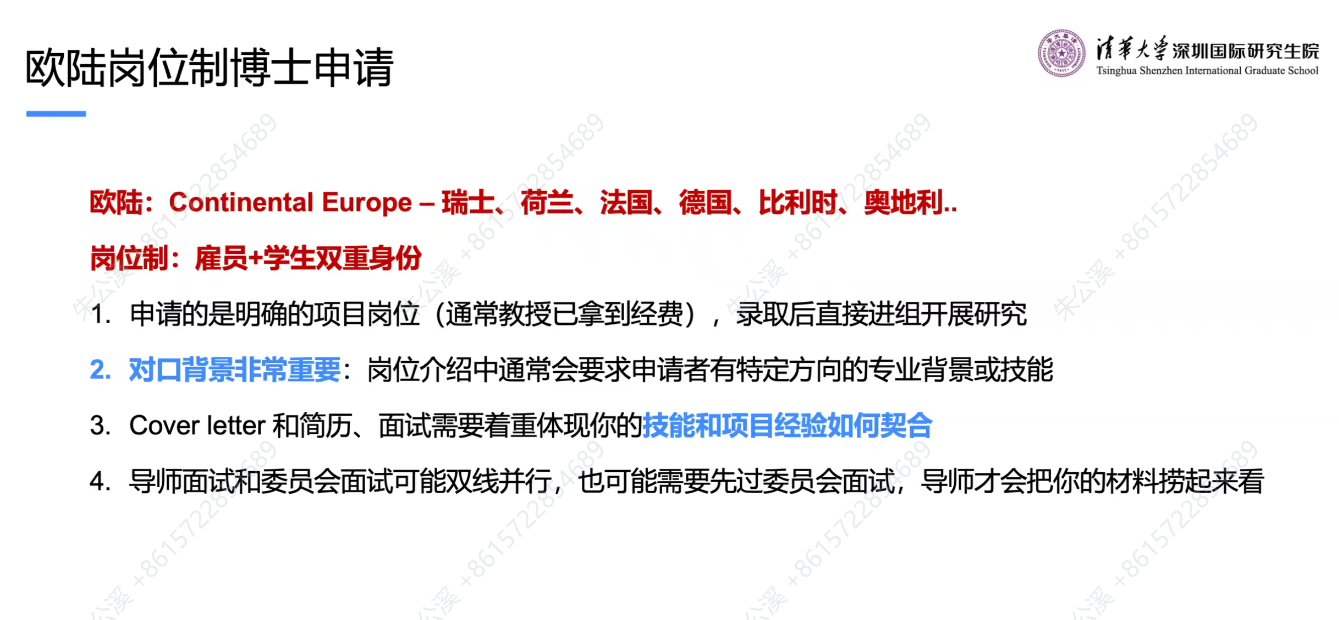 欧陆岗位制博士申请
清华大学深圳国际研究生院
Tsinghua Shenzhen International Graduate School
欧陆：Continental Europe – 瑞士、荷兰、法国、德国、比利时、奥地利..
岗位制：雇员+学生双重身份
1. 申请的是明确的项目岗位（通常教授已拿到经费），录取后直接进组开展研究
2. 对口背景非常重要：岗位介绍中通常会要求申请者有特定方向的专业背景或技能
3. Cover letter 和简历、面试需要着重体现你的技能和项目经验如何契合
4. 导师面试和委员会面试可能双线并行，也可能需要先过委员会面试，导师才会把你的材料捞起来看
朱公溪 +8615722854689